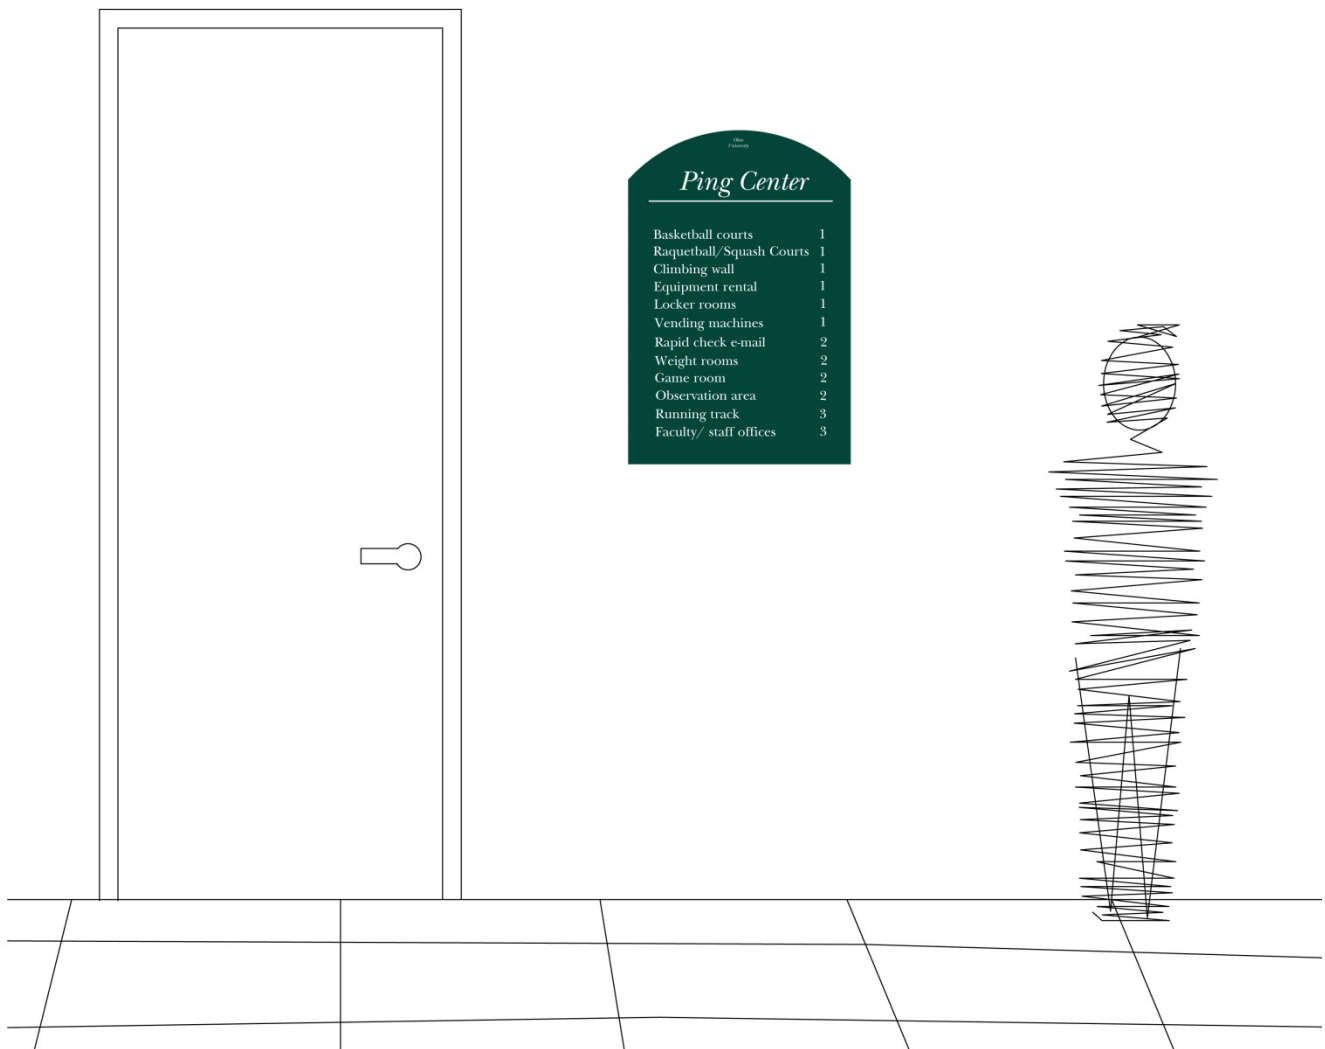 Ohio
University
Ping Center
Basketball courts 1
Raquetball/Squash Courts 1
Climbing wall 1
Equipment rental 1
Locker rooms 1
Vending machines 1
Rapid check e-mail 2
Weight rooms 2
Game room 2
Observation area 2
Running track 3
Faculty/ staff offices 3